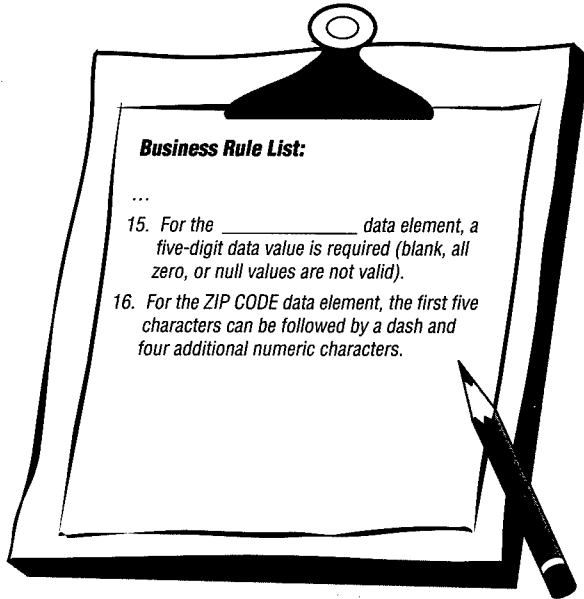 Business Rule List:
...
15. For the ____________ data element, a
five-digit data value is required (blank, all
zero, or null values are not valid).
16. For the ZIP CODE data element, the first five
characters can be followed by a dash and
four additional numeric characters.